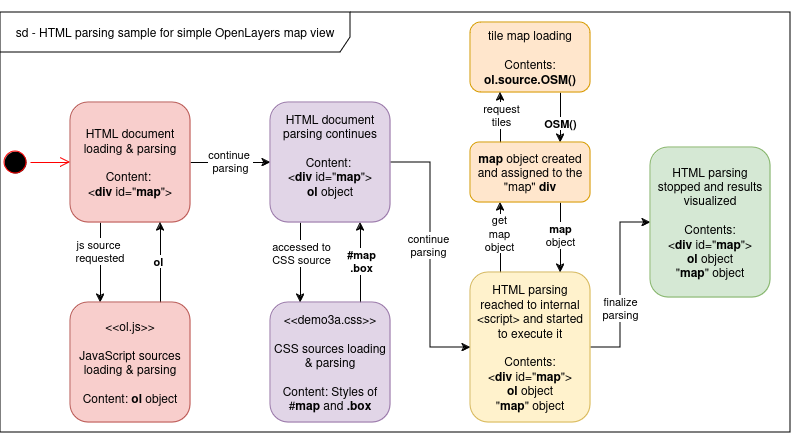 sd - HTML parsing sample for simple OpenLayers map view
HTML document
loading & parsing
Content:
<div id="map">
continue
parsing
js source
requested
ol
<<ol.js>>
JavaScript sources
loading & parsing
Content: ol object
HTML document
parsing continues
Content:
<div id="map">
ol object
accessed to
CSS source
#map
.box
<<demo3a.css>>
CSS sources loading
& parsing
Content: Styles of
#map and .box
continue
parsing
tile map loading
Contents:
ol.source.OSM()
request
tiles
OSM()
map object created
and assigned to the
"map" div
get
map
object
map
object
HTML parsing
reached to internal
<script> and started
to execute it
Contents:
<div id="map">
ol object
"map" object
finalize
parsing
HTML parsing
stopped and results
visualized
Contents:
<div id="map">
ol object
"map" object